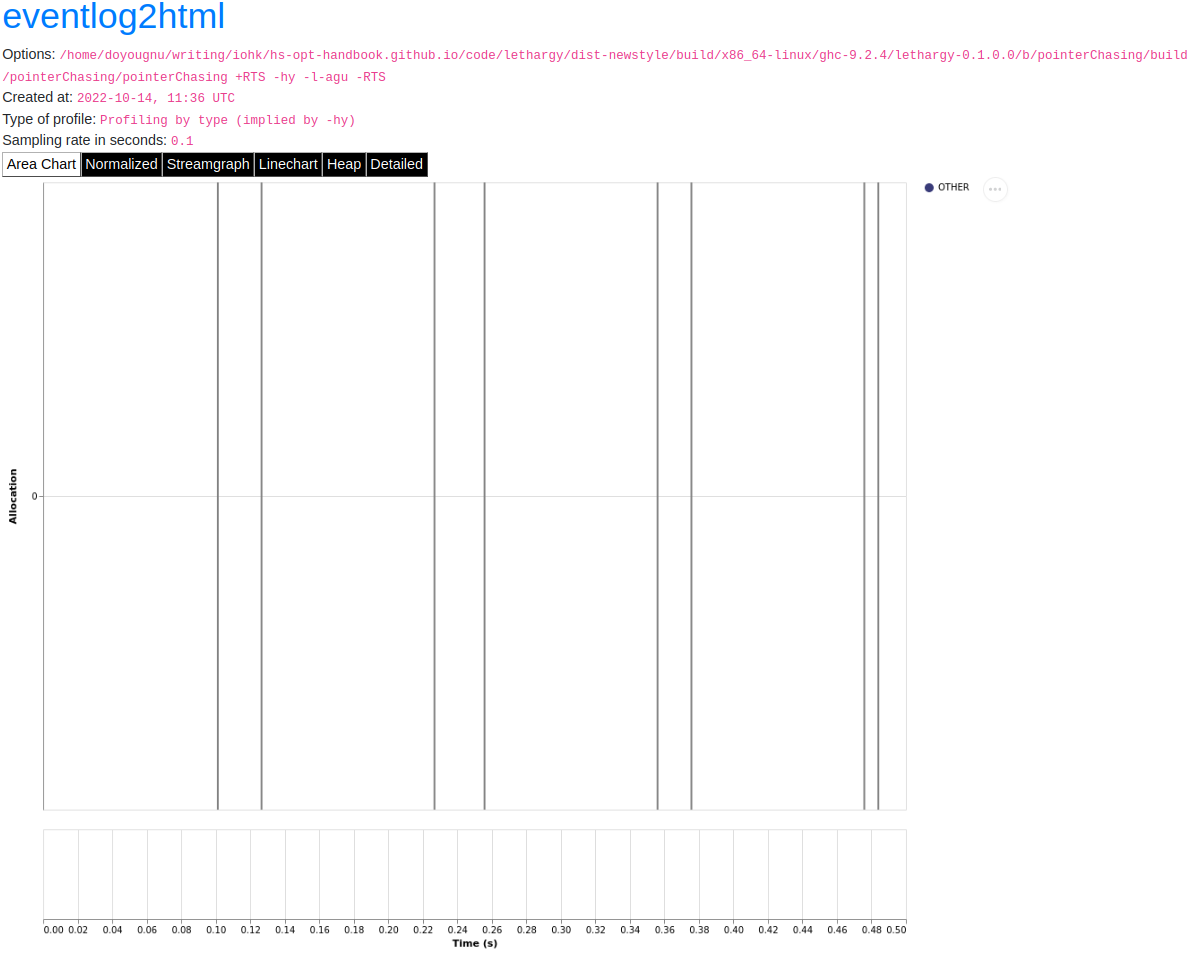 eventlog2html
Options: /home/doyougnu/writing/iohk/hs-opt-handbook.github.io/code/lethargy/dist-newstyle/build/x86_64-linux/ghc-9.2.4/lethargy-0.1.0.0/b/pointerChasing/build
/pointerChasing/pointerChasing +RTS -hy -l-agu -RTS
Created at: 2022-10-14, 11:36 UTC
Type of profile: Profiling by type (implied by -hy)
Sampling rate in seconds: 0.1
Area Chart Normalized Streamgraph Linechart Heap Detailed
OTHER
Allocation
0
0.00 0.02 0.04 0.06 0.08 0.10 0.12 0.14 0.16 0.18 0.20 0.22 0.24 0.26 0.28 0.30 0.32 0.34 0.36 0.38 0.40 0.42 0.44 0.46 0.48 0.50
Time (s)